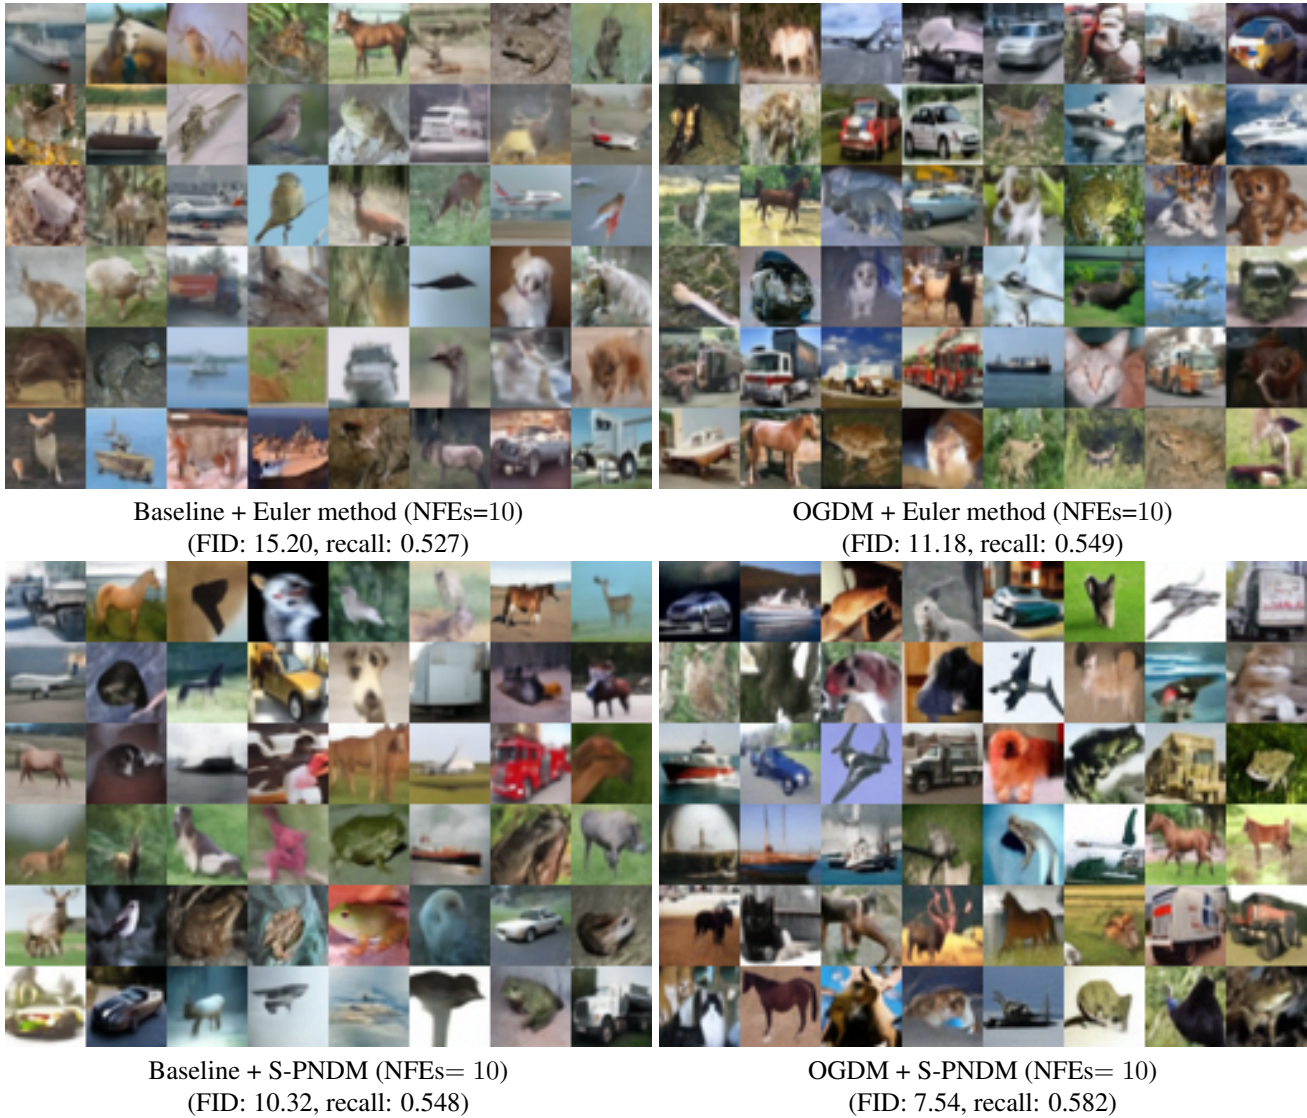 Baseline + Euler method (NFEs=10)
(FID: 15.20, recall: 0.527)
OGDM + Euler method (NFEs=10)
(FID: 11.18, recall: 0.549)
Baseline + S-PNDM (NFEs= 10)
(FID: 10.32, recall: 0.548)
OGDM + S-PNDM (NFEs= 10)
(FID: 7.54, recall: 0.582)